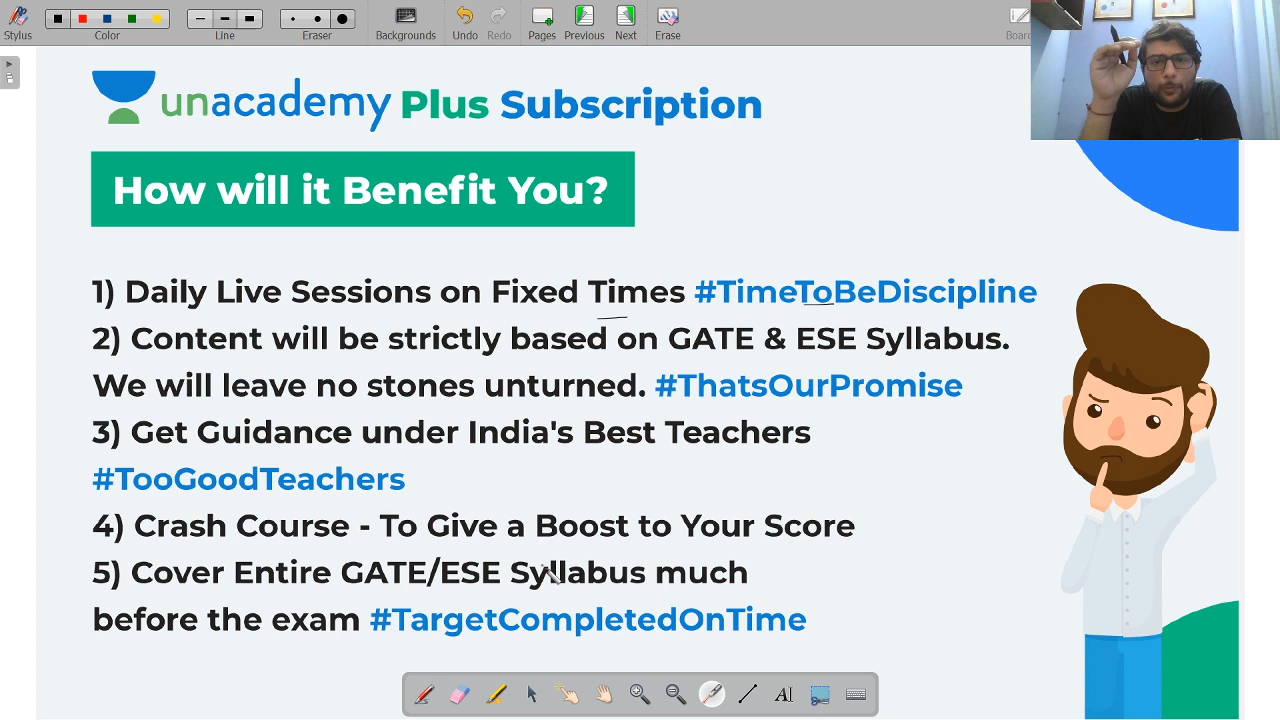 Stylus
Color
Line
Eraser
Backgrounds
Undo
Redo
Pages
Previous
Next
Erase
Board
unacademy Plus Subscription
How will it Benefit You?
1) Daily Live Sessions on Fixed Times #TimeToBeDiscipline
2) Content will be strictly based on GATE & ESE Syllabus.
We will leave no stones unturned. #ThatsOurPromise
3) Get Guidance under India's Best Teachers
#TooGoodTeachers
4) Crash Course - To Give a Boost to Your Score
5) Cover Entire GATE/ESE Syllabus much
before the exam #TargetCompletedOnTime
AI